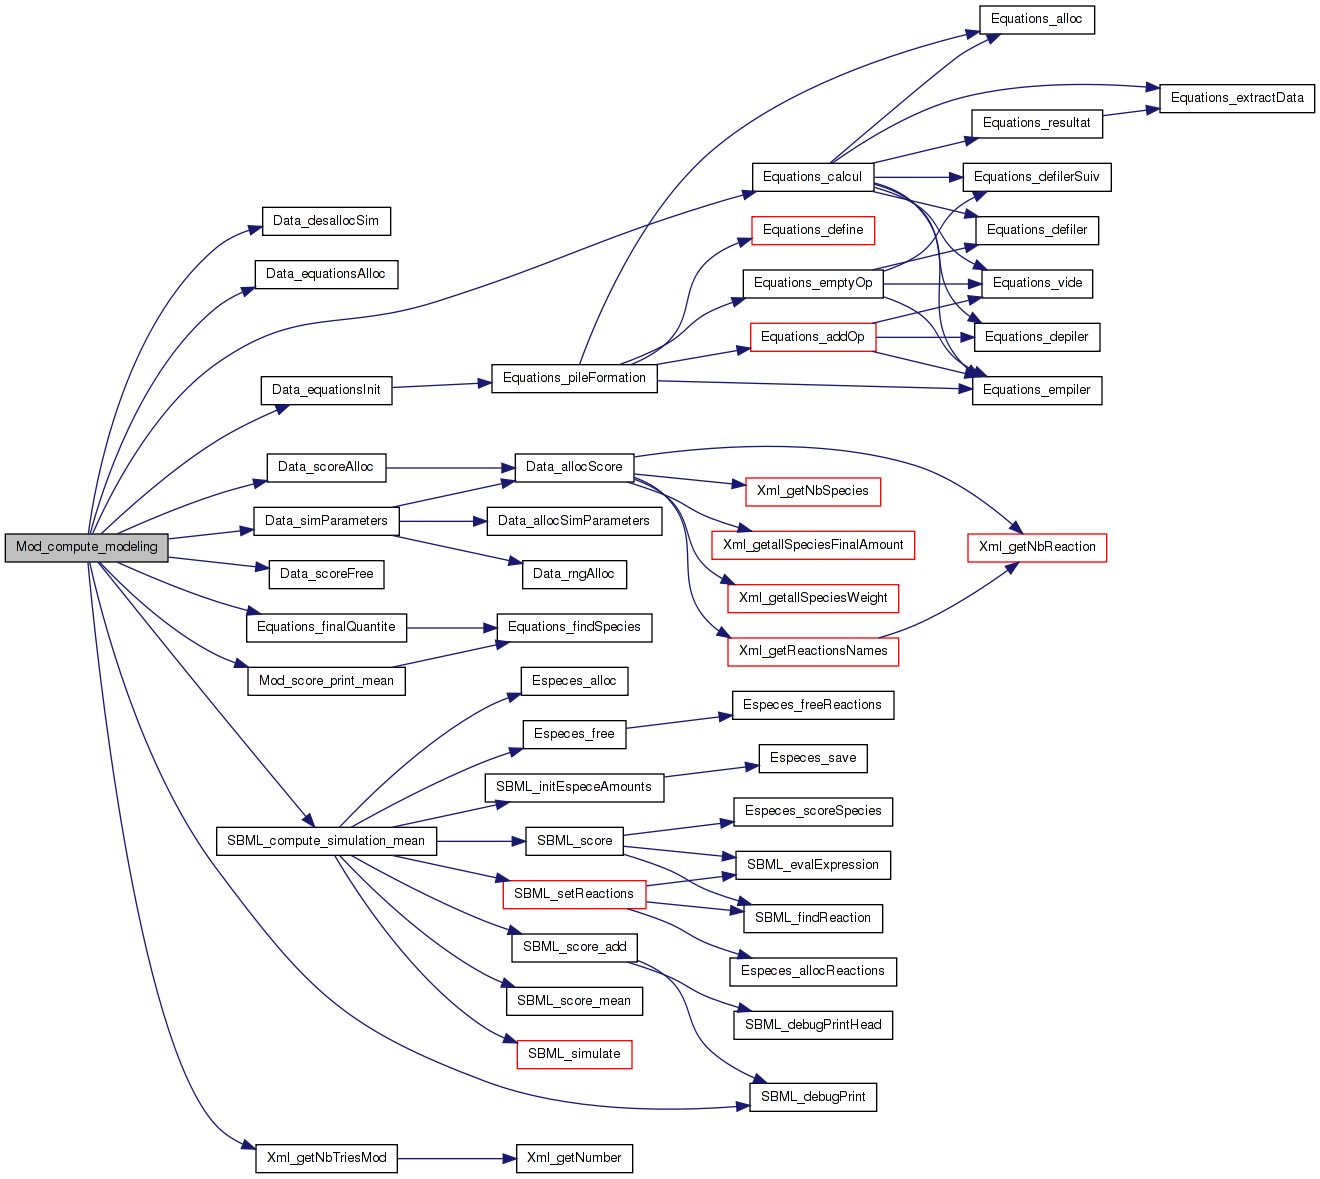 Equations_alloc
Equations_extractData
Equations_resultat
Equations_calcul
Equations_defilerSuiv
Data_desallocSim
Equations_define
Equations_defiler
Data_equationsAlloc
Equations_emptyOp
Equations_vide
Equations_addOp
Equations_depiler
Data_equationsInit
Equations_pileFormation
Equations_empiler
Data_scoreAlloc
Data_allocScore
Xml_getNbSpecies
Data_simParameters
Data_allocSimParameters
Mod_compute_modeling
Xml_getallSpeciesFinalAmount
Xml_getNbReaction
Data_scoreFree
Data_rngAlloc
Xml_getallSpeciesWeight
Equations_finalQuantite
Equations_findSpecies
Xml_getReactionsNames
Mod_score_print_mean
Especes_alloc
Especes_freeReactions
Especes_free
Especes_save
SBML_initEspeceAmounts
Especes_scoreSpecies
SBML_compute_simulation_mean
SBML_score
SBML_evalExpression
SBML_setReactions
SBML_findReaction
SBML_score_add
Especes_allocReactions
SBML_score_mean
SBML_debugPrintHead
SBML_simulate
SBML_debugPrint
Xml_getNbTriesMod
Xml_getNumber